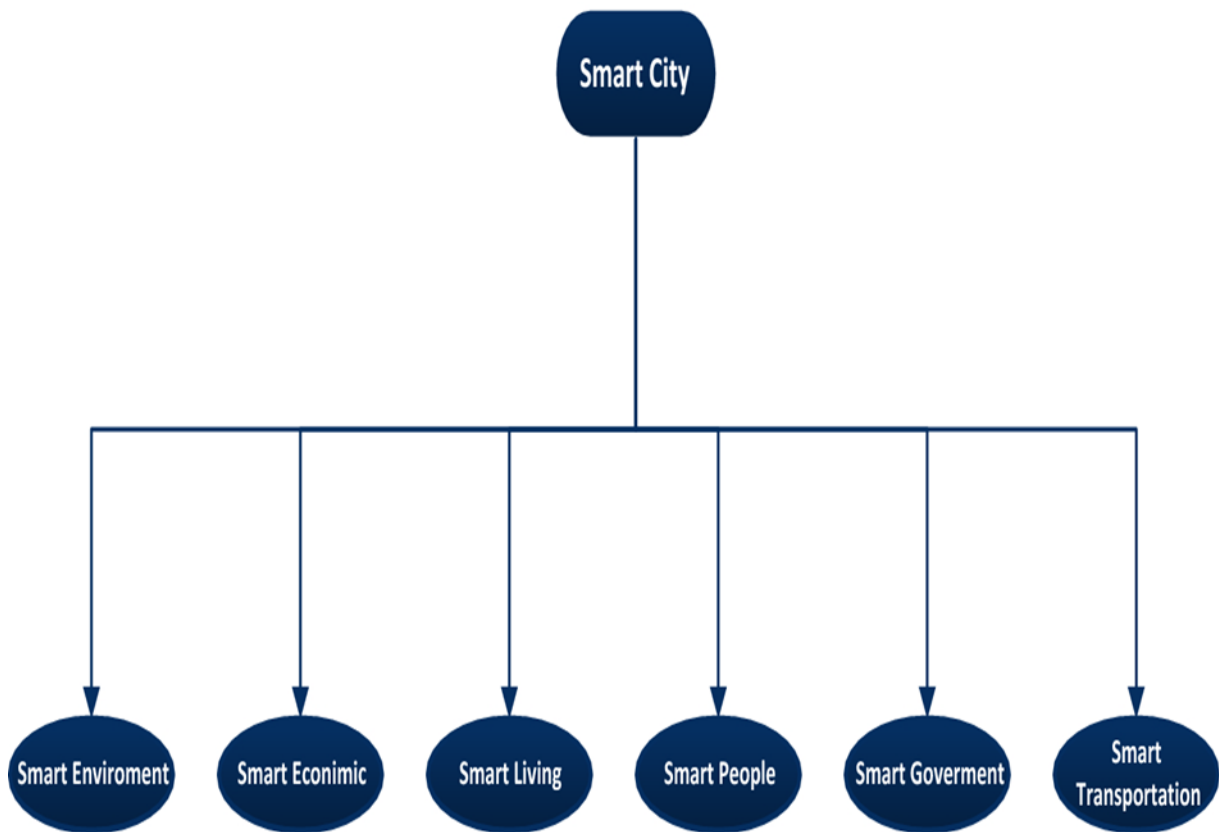 Smart City
Smart Enviroment
Smart Econimic
Smart Living
Smart People
Smart Goverment
Smart
Transportation